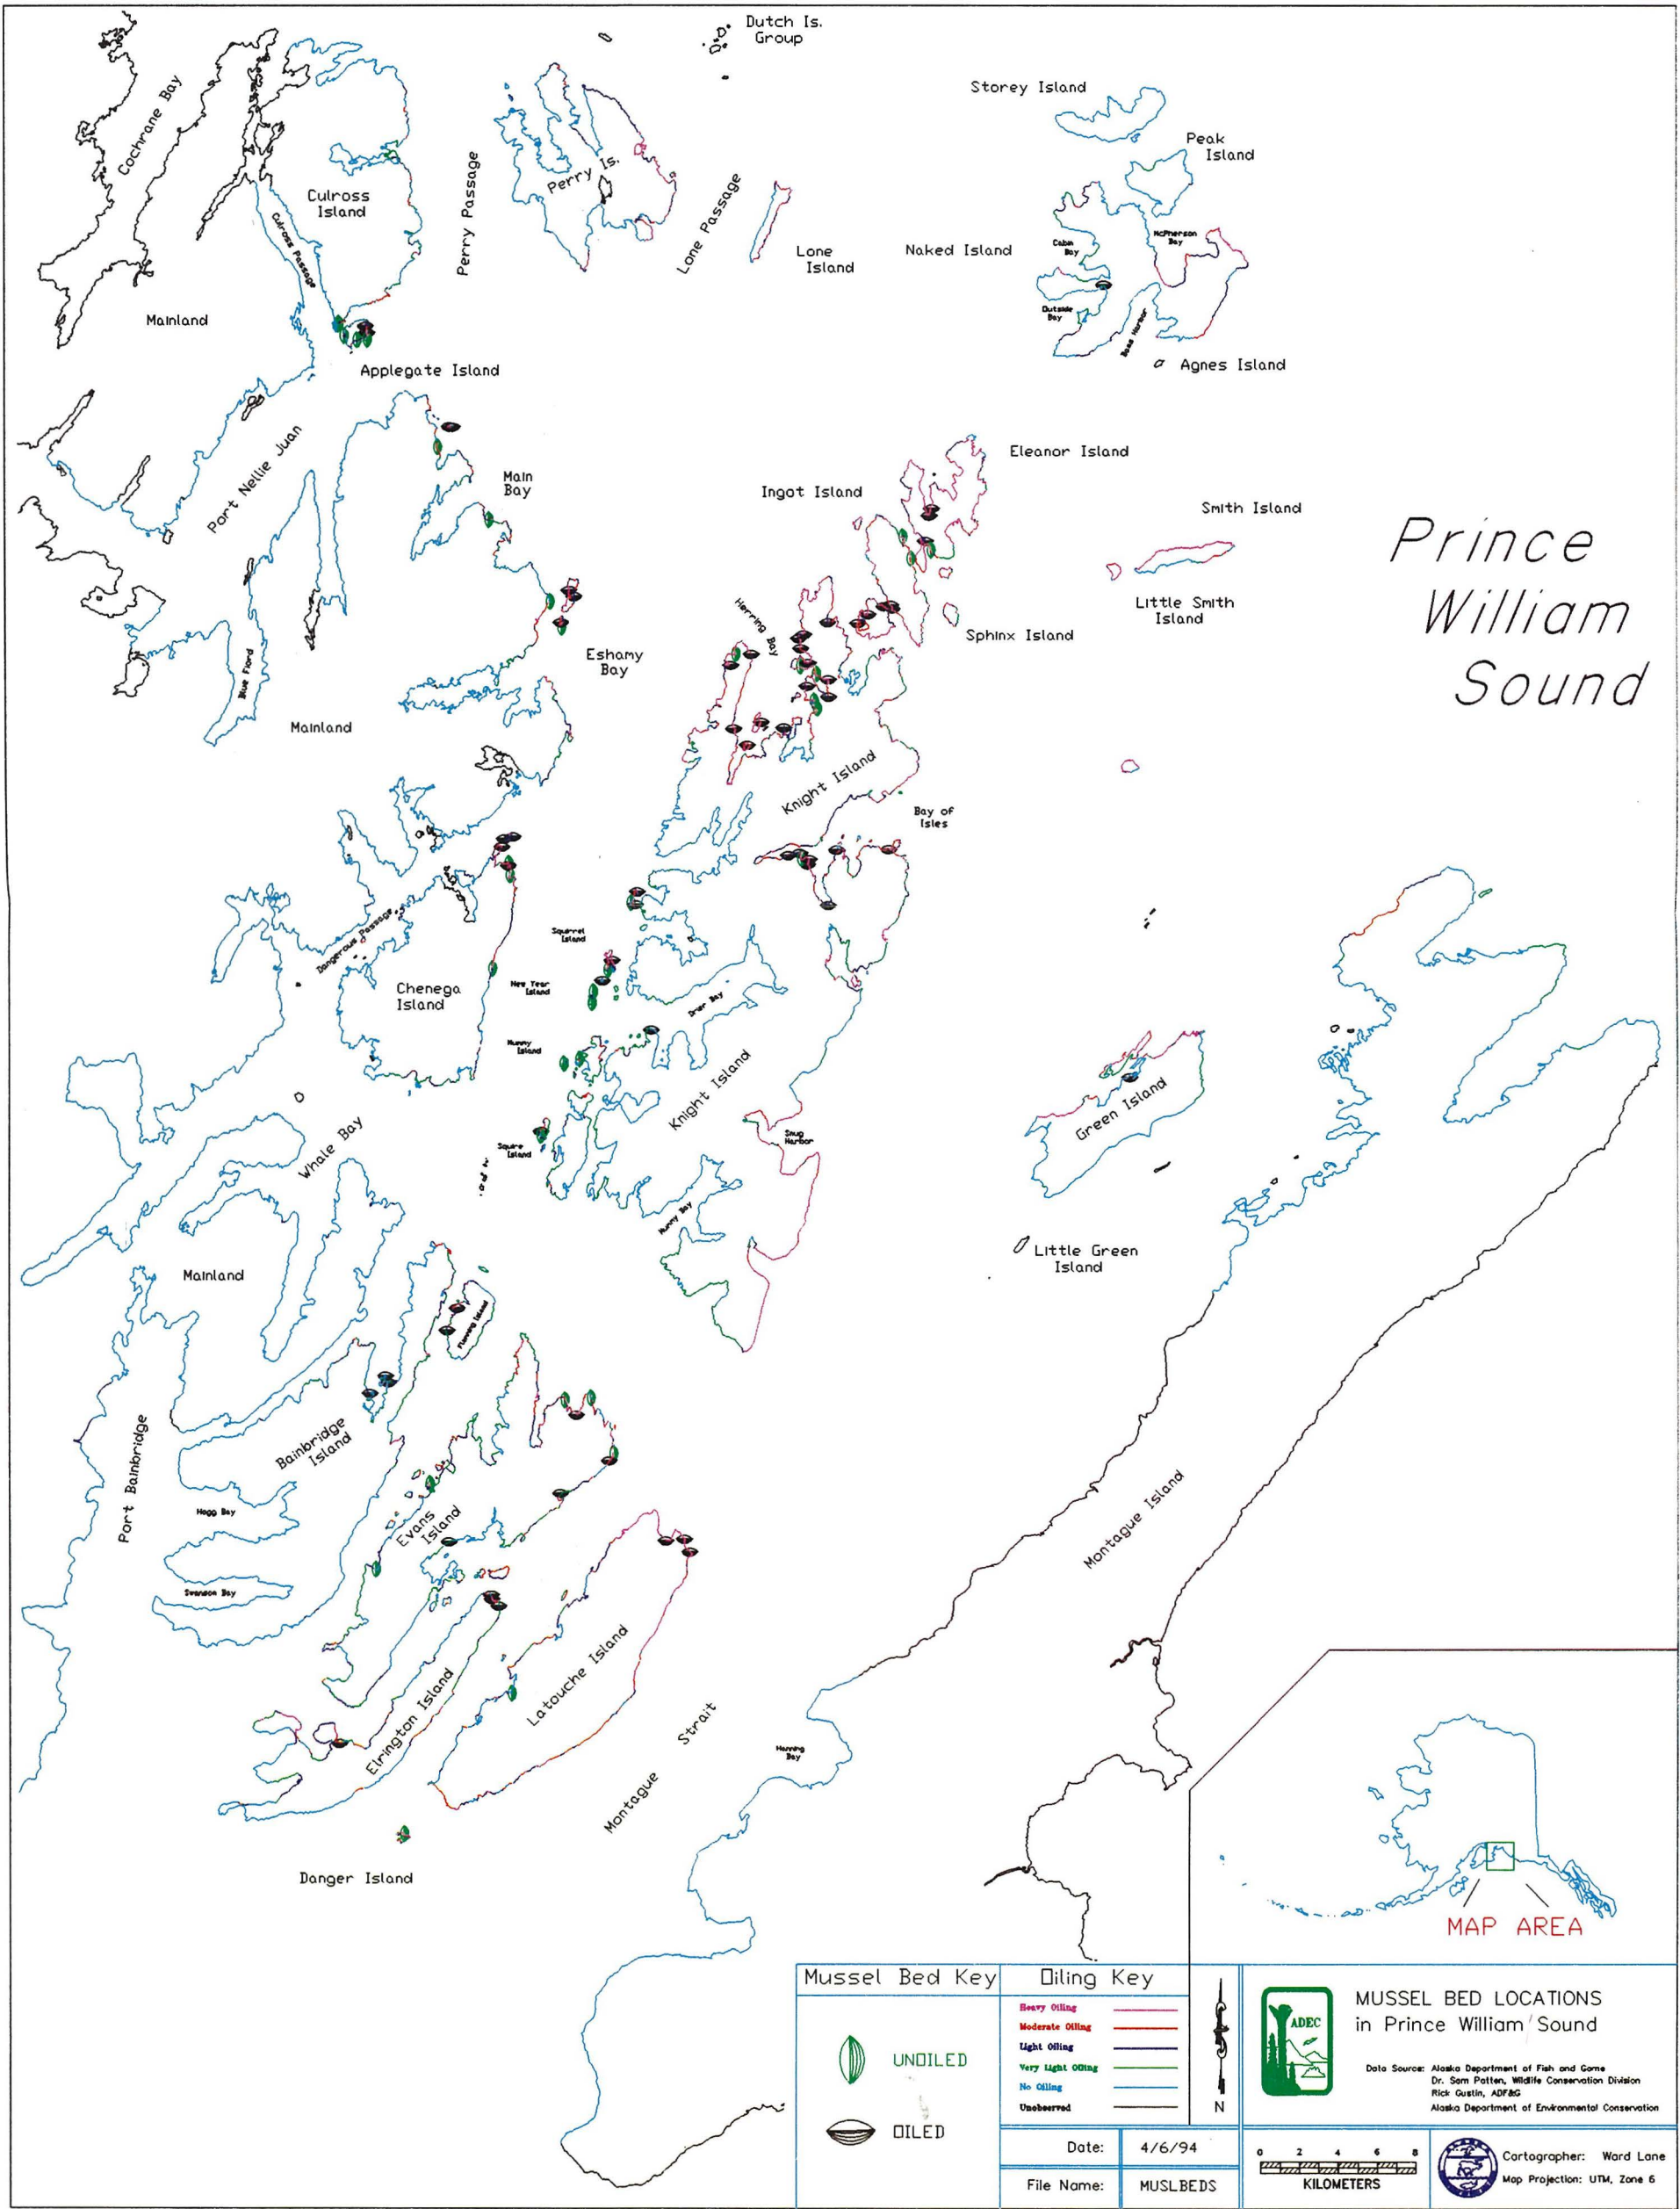 Dutch Is.
Group
Storey Island
Peak
Island
Cochrane Bay
Culross
Island
Culross Passage
Perry Passage
Perry Is.
Lone Passage
Lone
Island
Naked Island
Cabin
Bay
McPherson
Bay
Outside
Bay
Bass Harbor
Agnes Island
Mainland
Applegate Island
Port Nellie Juan
Main
Bay
Eleanor Island
Ingot Island
Smith Island
Little Smith
Island
Sphinx Island
Prince
William
Sound
Herring Bay
Eshamy
Bay
Blue Fiord
Mainland
Knight Island
Bay of
Isles
Dangerous Passage
Squirrel
Island
Chenega
Island
New Year
Island
Drier Bay
Mummy
Island
Knight Island
Green Island
Snug
Harbor
Squire
Island
Whale Bay
Mummy Bay
Little Green
Island
Mainland
Fleming Island
Bainbridge
Island
Port Bainbridge
Hogg Bay
Evans
Island
Swanson Bay
Montague Island
Latouche Island
Elrington Island
Montague Strait
Hanning
Bay
Danger Island
MAP AREA
Mussel Bed Key
UNOILED
OILED
Oiling Key
Heavy Oiling
Moderate Oiling
Light Oiling
Very Light Oiling
No Oiling
Unobserved
N
Date: 4/6/94
File Name: MUSLBEDS
ADEC
MUSSEL BED LOCATIONS
in Prince William Sound
Data Source: Alaska Department of Fish and Game
Dr. Sam Patten, Wildlife Conservation Division
Rick Gustin, ADF&G
Alaska Department of Environmental Conservation
0 2 4 6 8
KILOMETERS
Cartographer: Ward Lane
Map Projection: UTM, Zone 6